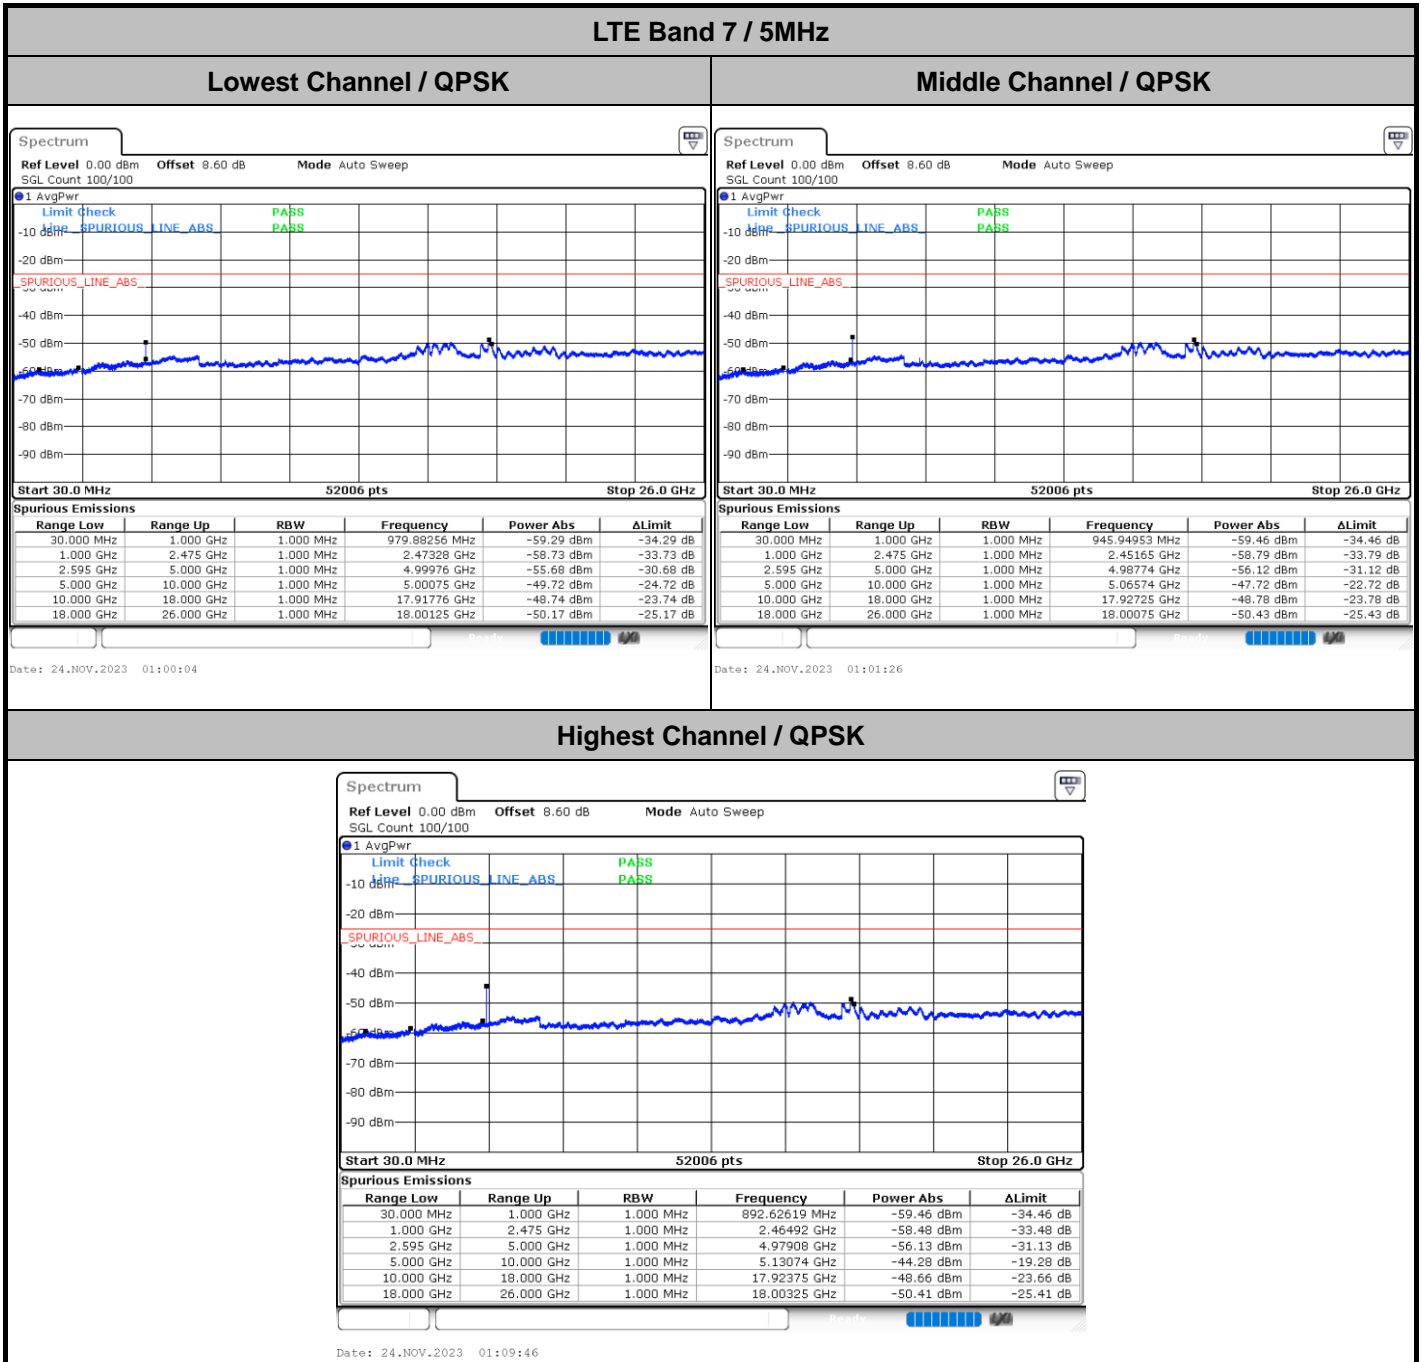 LTE Band 7 / 5MHz
Lowest Channel / QPSK
Middle Channel / QPSK
Spectrum
Ref Level 0.00 dBm Offset 8.60 dB Mode Auto Sweep
SGL Count 100/100
1 AvgPwr
Limit Check PASS
Line _SPURIOUS_LINE_ABS_ PASS
-10 dBm
-20 dBm
_SPURIOUS_LINE_ABS_
-30 dBm
-40 dBm
-50 dBm
-60 dBm
-70 dBm
-80 dBm
-90 dBm
Start 30.0 MHz 52006 pts Stop 26.0 GHz
Spurious Emissions
Range Low Range Up RBW Frequency Power Abs ΔLimit
30.000 MHz 1.000 GHz 1.000 MHz 979.88256 MHz -59.29 dBm -34.29 dB
1.000 GHz 2.475 GHz 1.000 MHz 2.47328 GHz -58.73 dBm -33.73 dB
2.595 GHz 5.000 GHz 1.000 MHz 4.99976 GHz -55.68 dBm -30.68 dB
5.000 GHz 10.000 GHz 1.000 MHz 5.00075 GHz -49.72 dBm -24.72 dB
10.000 GHz 18.000 GHz 1.000 MHz 17.91776 GHz -48.74 dBm -23.74 dB
18.000 GHz 26.000 GHz 1.000 MHz 18.00125 GHz -50.17 dBm -25.17 dB
Ready
Date: 24.NOV.2023 01:00:04
Spectrum
Ref Level 0.00 dBm Offset 8.60 dB Mode Auto Sweep
SGL Count 100/100
1 AvgPwr
Limit Check PASS
Line _SPURIOUS_LINE_ABS_ PASS
-10 dBm
-20 dBm
_SPURIOUS_LINE_ABS_
-30 dBm
-40 dBm
-50 dBm
-60 dBm
-70 dBm
-80 dBm
-90 dBm
Start 30.0 MHz 52006 pts Stop 26.0 GHz
Spurious Emissions
Range Low Range Up RBW Frequency Power Abs ΔLimit
30.000 MHz 1.000 GHz 1.000 MHz 945.94953 MHz -59.46 dBm -34.46 dB
1.000 GHz 2.475 GHz 1.000 MHz 2.45165 GHz -58.79 dBm -33.79 dB
2.595 GHz 5.000 GHz 1.000 MHz 4.98774 GHz -56.12 dBm -31.12 dB
5.000 GHz 10.000 GHz 1.000 MHz 5.06574 GHz -47.72 dBm -22.72 dB
10.000 GHz 18.000 GHz 1.000 MHz 17.92725 GHz -48.78 dBm -23.78 dB
18.000 GHz 26.000 GHz 1.000 MHz 18.00075 GHz -50.43 dBm -25.43 dB
Ready
Date: 24.NOV.2023 01:01:26
Highest Channel / QPSK
Spectrum
Ref Level 0.00 dBm Offset 8.60 dB Mode Auto Sweep
SGL Count 100/100
1 AvgPwr
Limit Check PASS
Line _SPURIOUS_LINE_ABS_ PASS
-10 dBm
-20 dBm
_SPURIOUS_LINE_ABS_
-30 dBm
-40 dBm
-50 dBm
-60 dBm
-70 dBm
-80 dBm
-90 dBm
Start 30.0 MHz 52006 pts Stop 26.0 GHz
Spurious Emissions
Range Low Range Up RBW Frequency Power Abs ΔLimit
30.000 MHz 1.000 GHz 1.000 MHz 892.62619 MHz -59.46 dBm -34.46 dB
1.000 GHz 2.475 GHz 1.000 MHz 2.46492 GHz -58.48 dBm -33.48 dB
2.595 GHz 5.000 GHz 1.000 MHz 4.97908 GHz -56.13 dBm -31.13 dB
5.000 GHz 10.000 GHz 1.000 MHz 5.13074 GHz -44.28 dBm -19.28 dB
10.000 GHz 18.000 GHz 1.000 MHz 17.92375 GHz -48.66 dBm -23.66 dB
18.000 GHz 26.000 GHz 1.000 MHz 18.00325 GHz -50.41 dBm -25.41 dB
Ready
Date: 24.NOV.2023 01:09:46